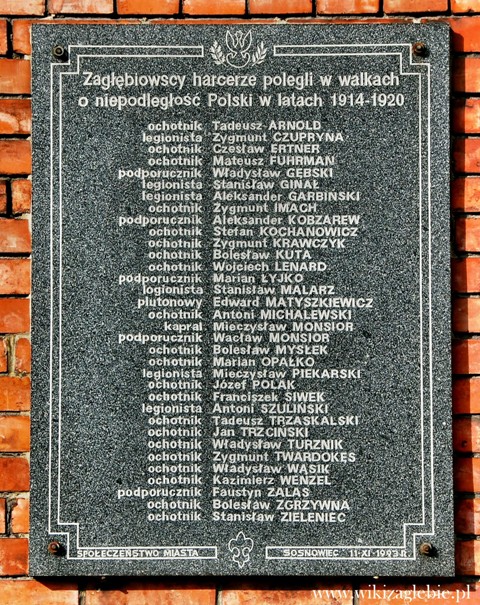 Zagłębiowscy harcerze polegli w walkach
o niepodległość Polski w latach 1914-1920
ochotnik Tadeusz ARNOLD
legionista Zygmunt CZUPRYNA
ochotnik Czesław ERTNER
ochotnik Mateusz FUHRMAN
podporucznik Władysław GĘBSKI
legionista Stanisław GINAŁ
legionista Aleksander GARBIŃSKI
ochotnik Zygmunt IMACH
podporucznik Aleksander KOBZAREW
ochotnik Stefan KOCHANOWICZ
ochotnik Zygmunt KRAWCZYK
ochotnik Bolesław KUTA
ochotnik Wojciech LENARD
podporucznik Marian ŁYJKO
legionista Stanisław MALARZ
plutonowy Edward MATYSZKIEWICZ
ochotnik Antoni MICHALEWSKI
kapral Mieczysław MONSIOR
podporucznik Wacław MONSIOR
ochotnik Bolesław MYSŁEK
ochotnik Marian OPAŁKO
legionista Mieczysław PIEKARSKI
ochotnik Józef POLAK
ochotnik Franciszek SIWEK
legionista Antoni SZULIŃSKI
ochotnik Tadeusz TRZASKALSKI
ochotnik Jan TRZCIŃSKI
ochotnik Władysław TURZNIK
ochotnik Zygmunt TWARDOKĘS
ochotnik Władysław WĄSIK
ochotnik Kazimierz WENZEL
podporucznik Faustyn ZALAS
ochotnik Bolesław ZGRZYWNA
ochotnik Stanisław ZIELENIEC
SPOŁECZEŃSTWO MIASTA SOSNOWIEC 11-XI-1993 R.
www.wikizaglebie.pl